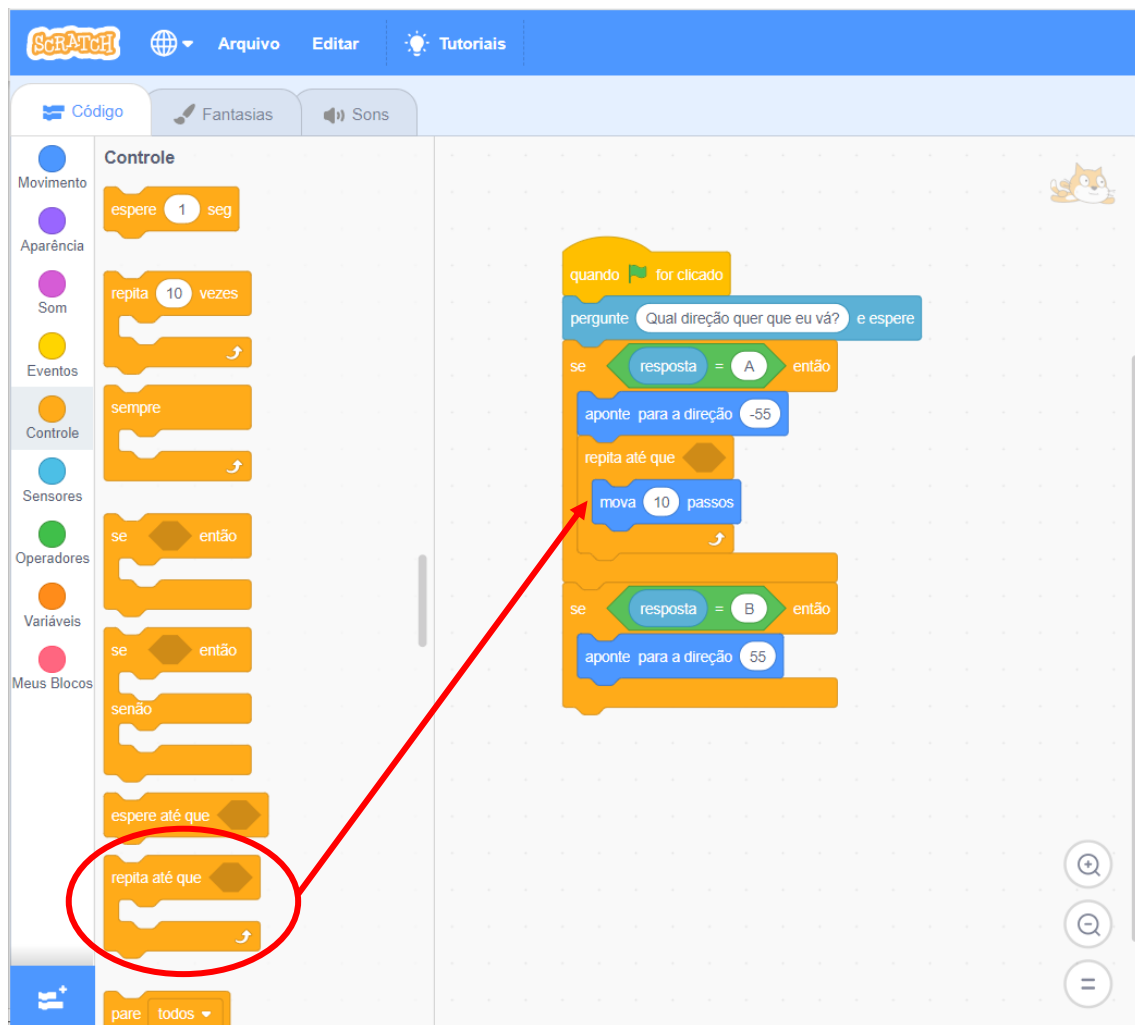 SCRATCH Arquivo Editar Tutoriais
Código Fantasias Sons
Movimento
Aparência
Som
Eventos
Controle
Sensores
Operadores
Variáveis
Meus Blocos
Controle
espere 1 seg
repita 10 vezes
sempre
se então
se então
senão
espere até que
repita até que
pare todos
quando for clicado
pergunte Qual direção quer que eu vá? e espere
se resposta = A então
aponte para a direção -55
repita até que
mova 10 passos
se resposta = B então
aponte para a direção 55